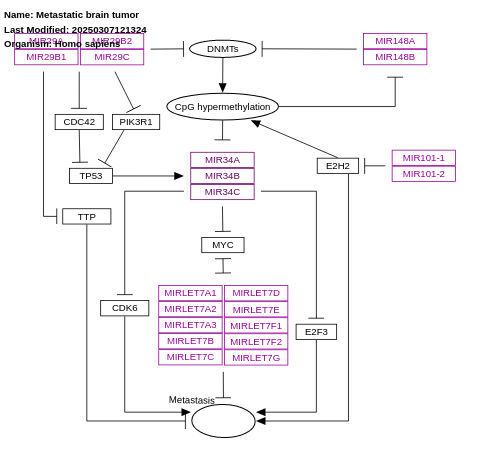 Name: Metastatic brain tumor
Last Modified: 20250307121324
Organism: Homo sapiens
MIR29A MIR29B2
MIR29B1 MIR29C
DNMTs
MIR148A
MIR148B
CpG hypermethylation
CDC42
PIK3R1
MIR34A
MIR34B
MIR34C
E2H2
MIR101-1
MIR101-2
TP53
TTP
MYC
MIRLET7A1 MIRLET7D
MIRLET7A2 MIRLET7E
MIRLET7A3 MIRLET7F1
MIRLET7B MIRLET7F2
MIRLET7C MIRLET7G
CDK6
E2F3
Metastasis